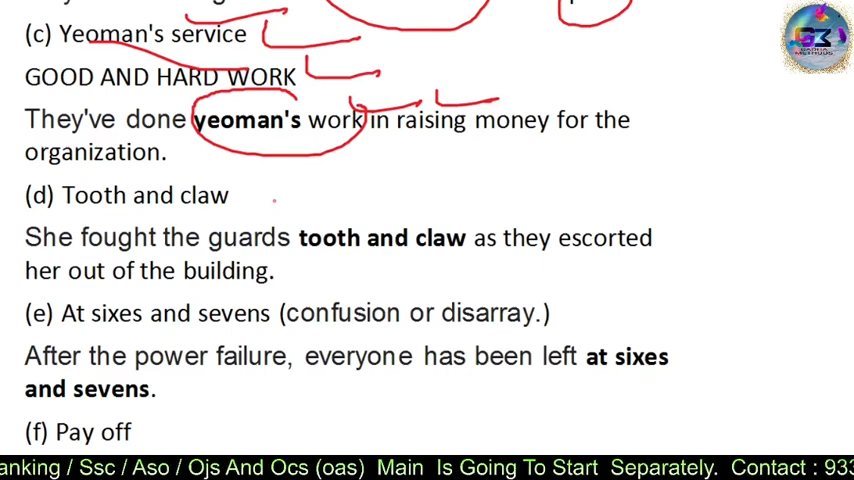 (c) Yeoman's service
GOOD AND HARD WORK
They've done yeoman's work in raising money for the
organization.
(d) Tooth and claw
She fought the guards tooth and claw as they escorted
her out of the building.
(e) At sixes and sevens (confusion or disarray.)
After the power failure, everyone has been left at sixes
and sevens.
(f) Pay off
anking / Ssc / Aso / Ojs And Ocs (oas) Main Is Going To Start Separately. Contact : 933